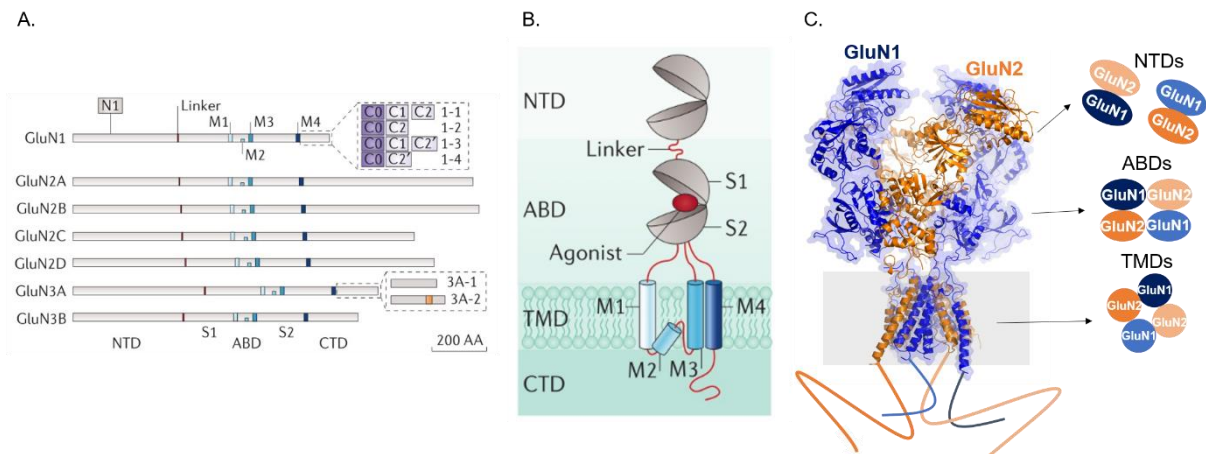 A.
N1
Linker
M1
M3
M4
GluN1
M2
C0 C1 C2 1-1
C0 C2 1-2
C0 C1 C2' 1-3
C0 C2' 1-4
GluN2A
GluN2B
GluN2C
GluN2D
GluN3A
3A-1
3A-2
GluN3B
NTD
S1
ABD
S2
CTD
200 AA
B.
NTD
Linker
ABD
S1
S2
Agonist
M1
M4
TMD
M2
M3
CTD
C.
GluN1
GluN2
NTDs
GluN2
GluN1
GluN1
GluN2
ABDs
GluN1 GluN2
GluN2 GluN1
TMDs
GluN1
GluN2
GluN2
GluN1